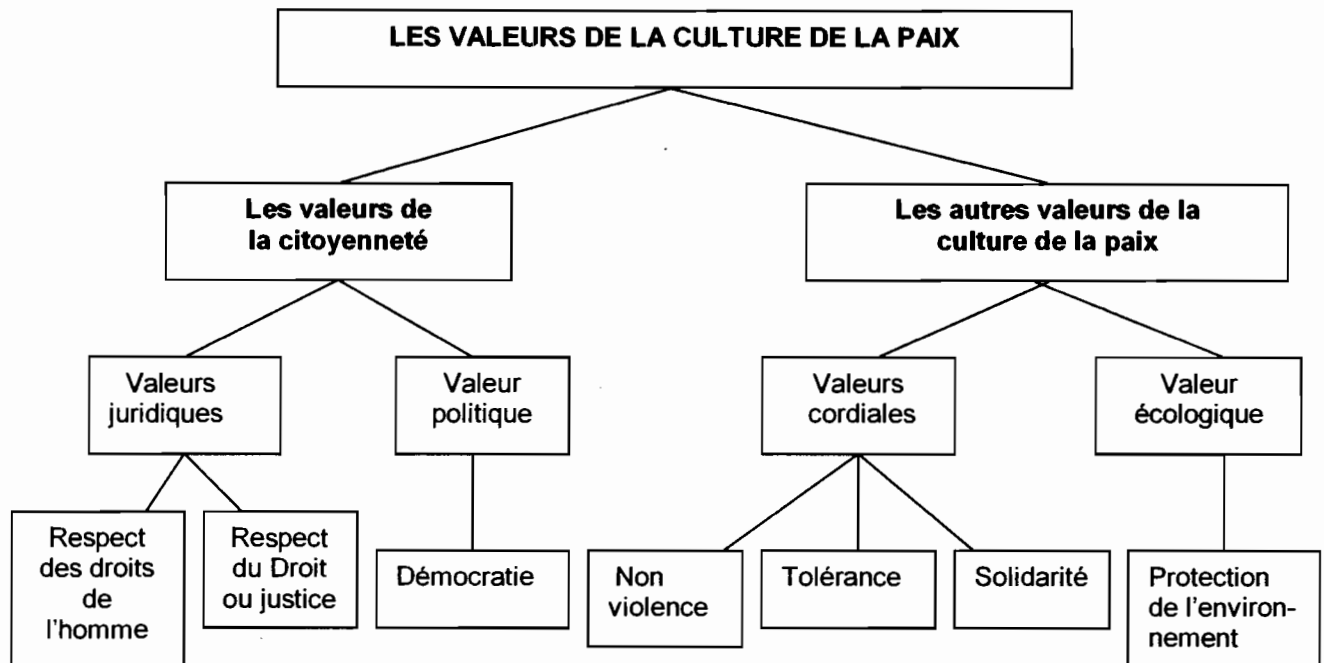 LES VALEURS DE LA CULTURE DE LA PAIX
Les valeurs de
la citoyenneté
Les autres valeurs de la
culture de la paix
Valeurs
juridiques
Valeur
politique
Valeurs
cordiales
Valeur
écologique
Respect
des droits
de
l'homme
Respect
du Droit
ou justice
Démocratie
Non
violence
Tolérance
Solidarité
Protection
de l'environ-
nement